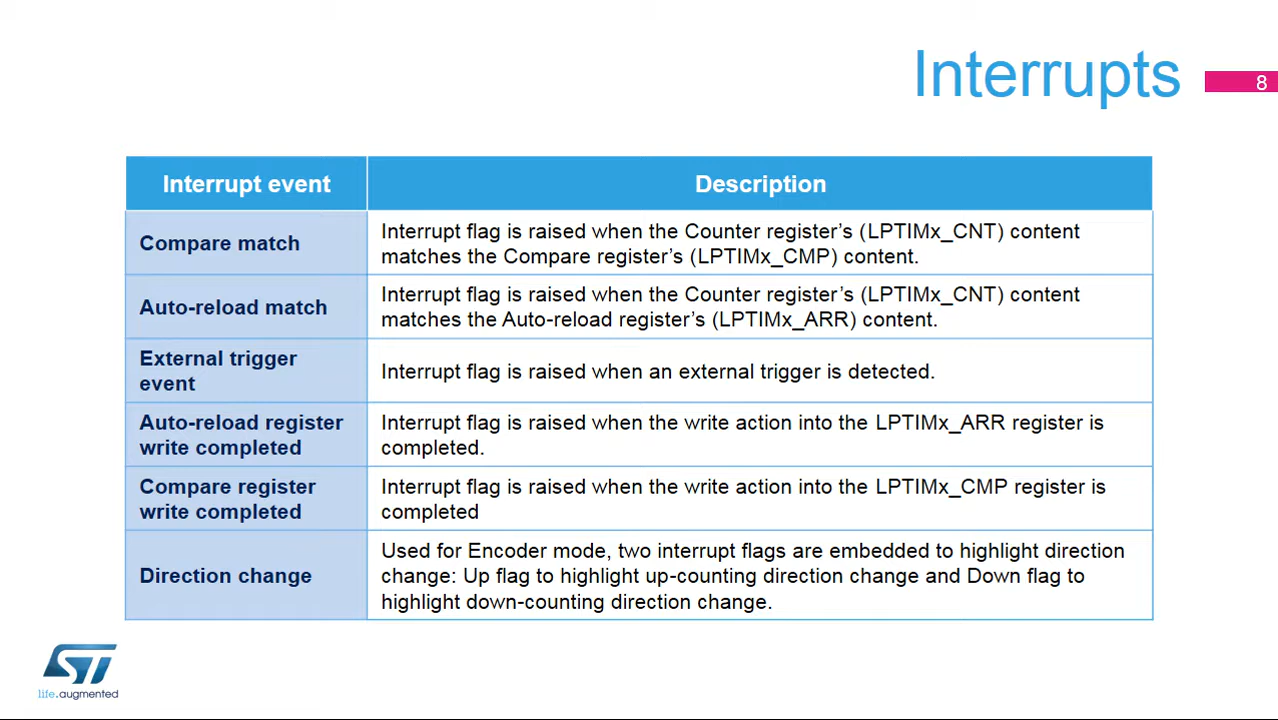 Interrupts
8
Interrupt event
Description
Compare match
Interrupt flag is raised when the Counter register’s (LPTIMx_CNT) content
matches the Compare register’s (LPTIMx_CMP) content.
Auto-reload match
Interrupt flag is raised when the Counter register’s (LPTIMx_CNT) content
matches the Auto-reload register’s (LPTIMx_ARR) content.
External trigger
event
Interrupt flag is raised when an external trigger is detected.
Auto-reload register
write completed
Interrupt flag is raised when the write action into the LPTIMx_ARR register is
completed.
Compare register
write completed
Interrupt flag is raised when the write action into the LPTIMx_CMP register is
completed
Direction change
Used for Encoder mode, two interrupt flags are embedded to highlight direction
change: Up flag to highlight up-counting direction change and Down flag to
highlight down-counting direction change.
ST
life.augmented